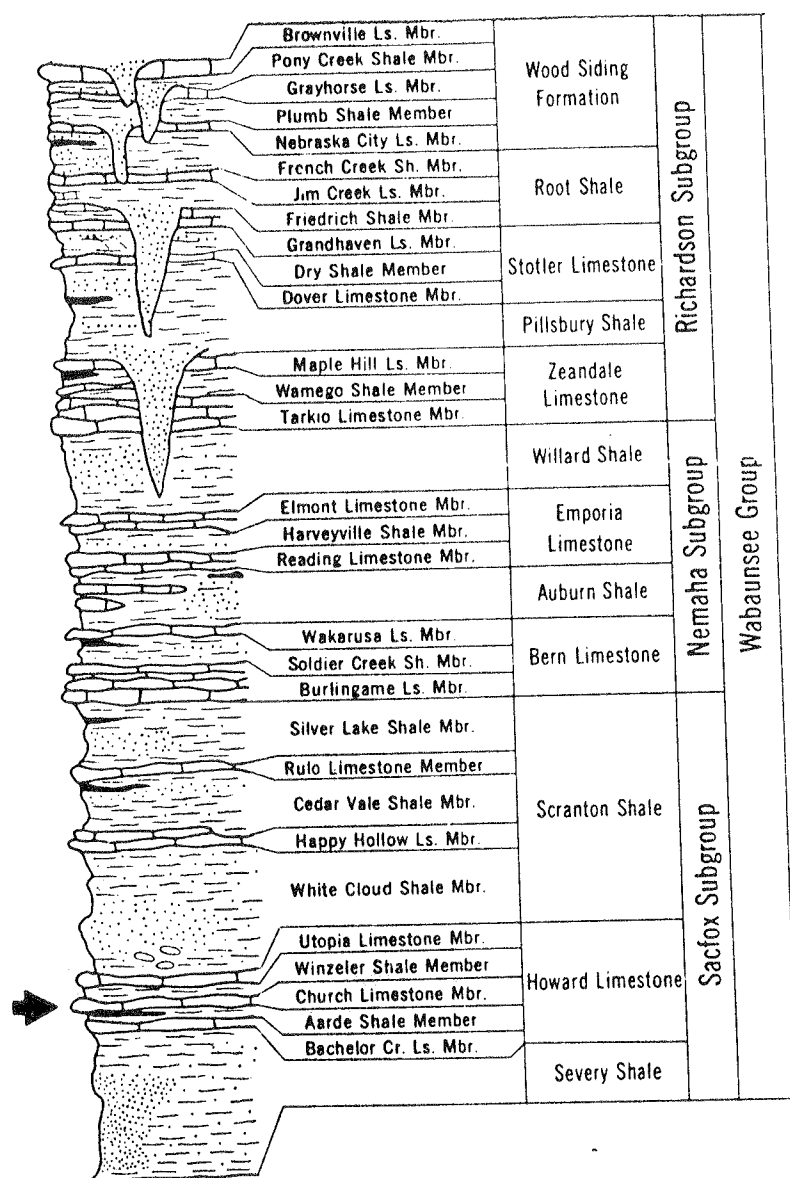 Brownville Ls. Mbr.
Pony Creek Shale Mbr.
Grayhorse Ls. Mbr.
Plumb Shale Member
Nebraska City Ls. Mbr.
Wood Siding
Formation
French Creek Sh. Mbr.
Jim Creek Ls. Mbr.
Friedrich Shale Mbr.
Root Shale
Grandhaven Ls. Mbr.
Dry Shale Member
Dover Limestone Mbr.
Stotler Limestone
Pillsbury Shale
Maple Hill Ls. Mbr.
Wamego Shale Member
Tarkio Limestone Mbr.
Zeandale
Limestone
Richardson Subgroup
Willard Shale
Elmont Limestone Mbr.
Harveyville Shale Mbr.
Reading Limestone Mbr.
Emporia
Limestone
Auburn Shale
Wakarusa Ls. Mbr.
Soldier Creek Sh. Mbr.
Burlingame Ls. Mbr.
Bern Limestone
Nemaha Subgroup
Silver Lake Shale Mbr.
Rulo Limestone Member
Cedar Vale Shale Mbr.
Happy Hollow Ls. Mbr.
White Cloud Shale Mbr.
Scranton Shale
Utopia Limestone Mbr.
Winzeler Shale Member
Church Limestone Mbr.
Aarde Shale Member
Bachelor Cr. Ls. Mbr.
Howard Limestone
Severy Shale
Sacfox Subgroup
Wabaunsee Group